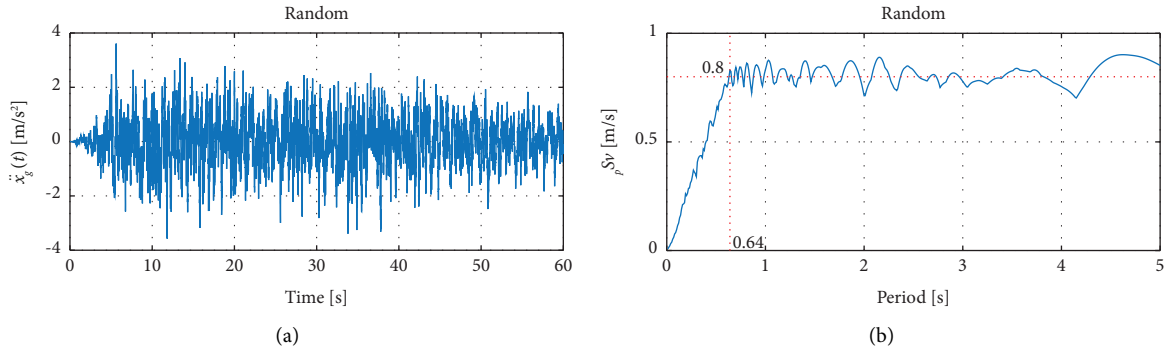 Random
4
2
0
-2
-4
ẍg (t) [m/s²]
0
10
20
30
40
50
60
Time [s]
(a)
Random
1
0.8
0.5
0
pSv [m/s]
0.64
0
1
2
3
4
5
Period [s]
(b)